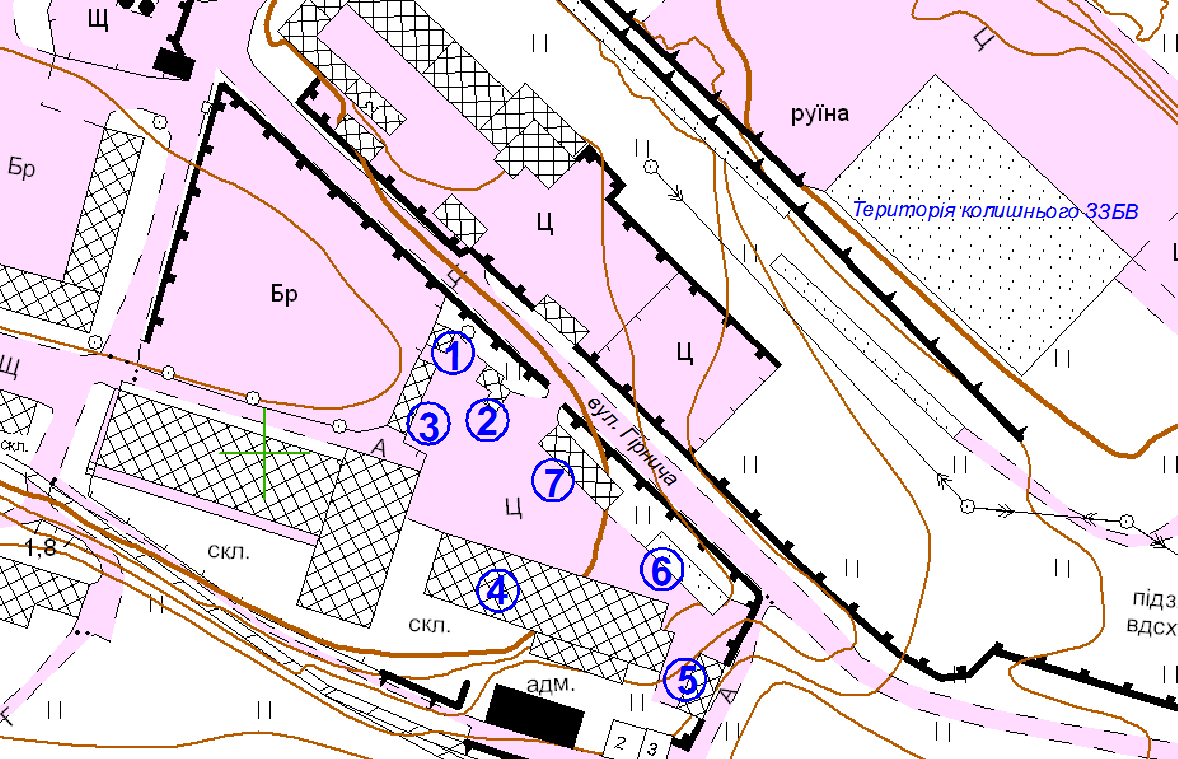 Щ
Ц
руїна
Бр
Територія колишнього ЗЗБВ
Ц
Ц
Бр
Ц
1
Щ
Ц
2
3
вул. Гірнича
скл.
А
7
Ц
1,8
скл.
6
4
підз.
скл.
вдсх
5
адм.
А
2
3